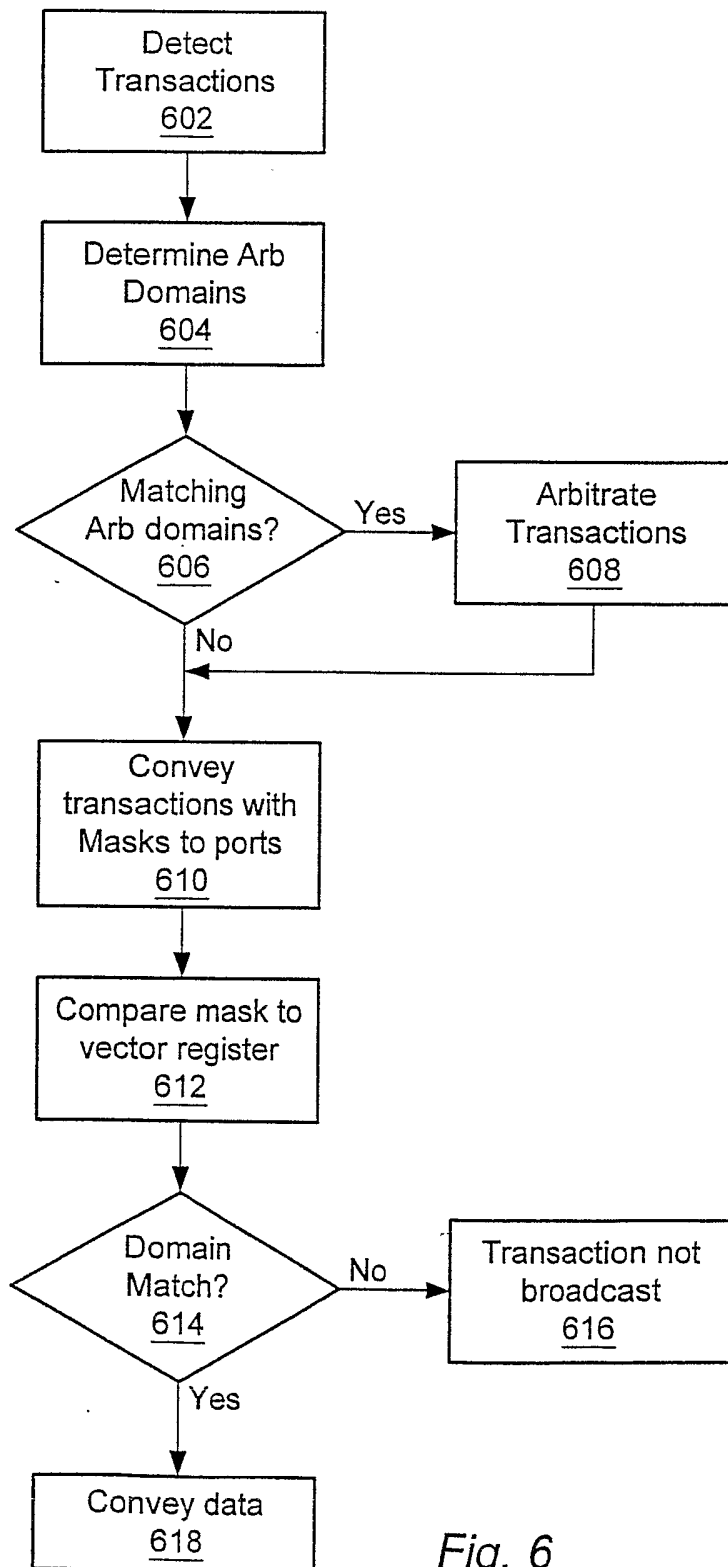 Detect
Transactions
602
Determine Arb
Domains
604
Matching
Arb domains?
606
Yes
Arbitrate
Transactions
608
No
Convey
transactions with
Masks to ports
610
Compare mask to
vector register
612
Domain
Match?
614
No
Transaction not
broadcast
616
Yes
Convey data
618
Fig. 6